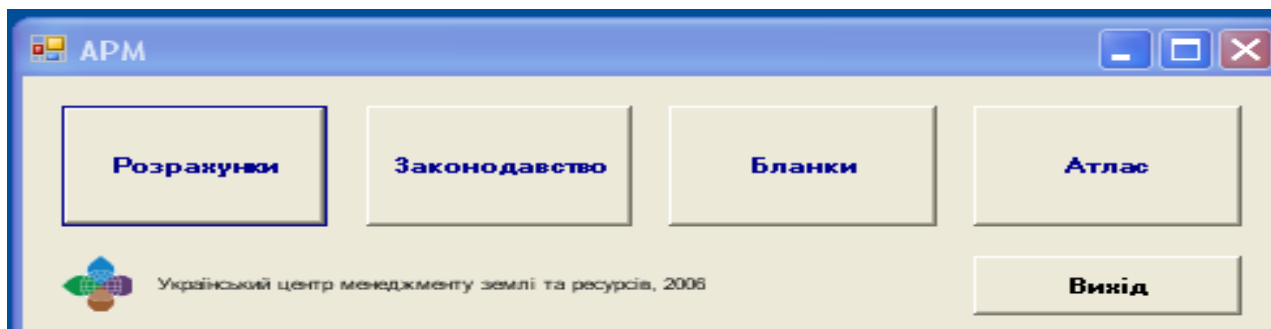 АРМ
Розрахунки Законодавство Бланки Атлас
Український центр менеджменту землі та ресурсів, 2006
Вихід